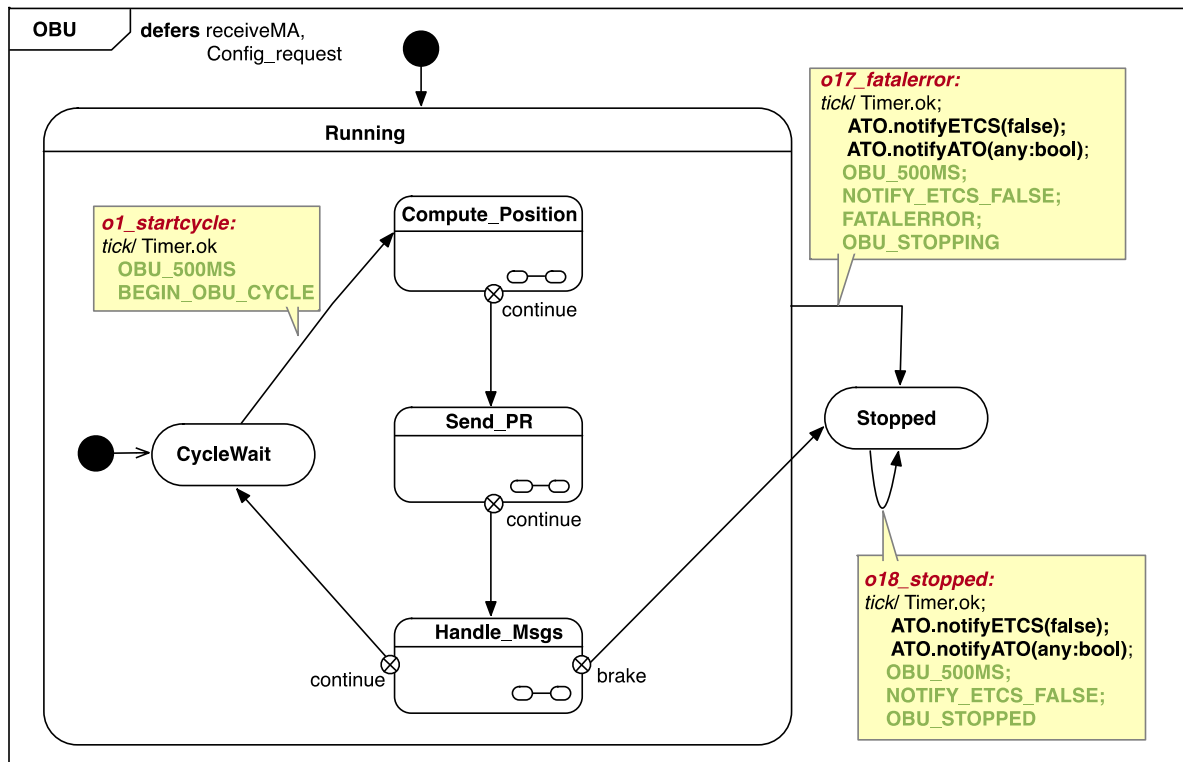 OBU
defers receiveMA,
Config_request
o17_fatalerror:
tick/ Timer.ok;
ATO.notifyETCS(false);
ATO.notifyATO(any:bool);
OBU_500MS;
NOTIFY_ETCS_FALSE;
FATALERROR;
OBU_STOPPING
Running
o1_startcycle:
tick/ Timer.ok
OBU_500MS
BEGIN_OBU_CYCLE
Compute_Position
continue
Send_PR
continue
CycleWait
Stopped
Handle_Msgs
continue
brake
o18_stopped:
tick/ Timer.ok;
ATO.notifyETCS(false);
ATO.notifyATO(any:bool);
OBU_500MS;
NOTIFY_ETCS_FALSE;
OBU_STOPPED